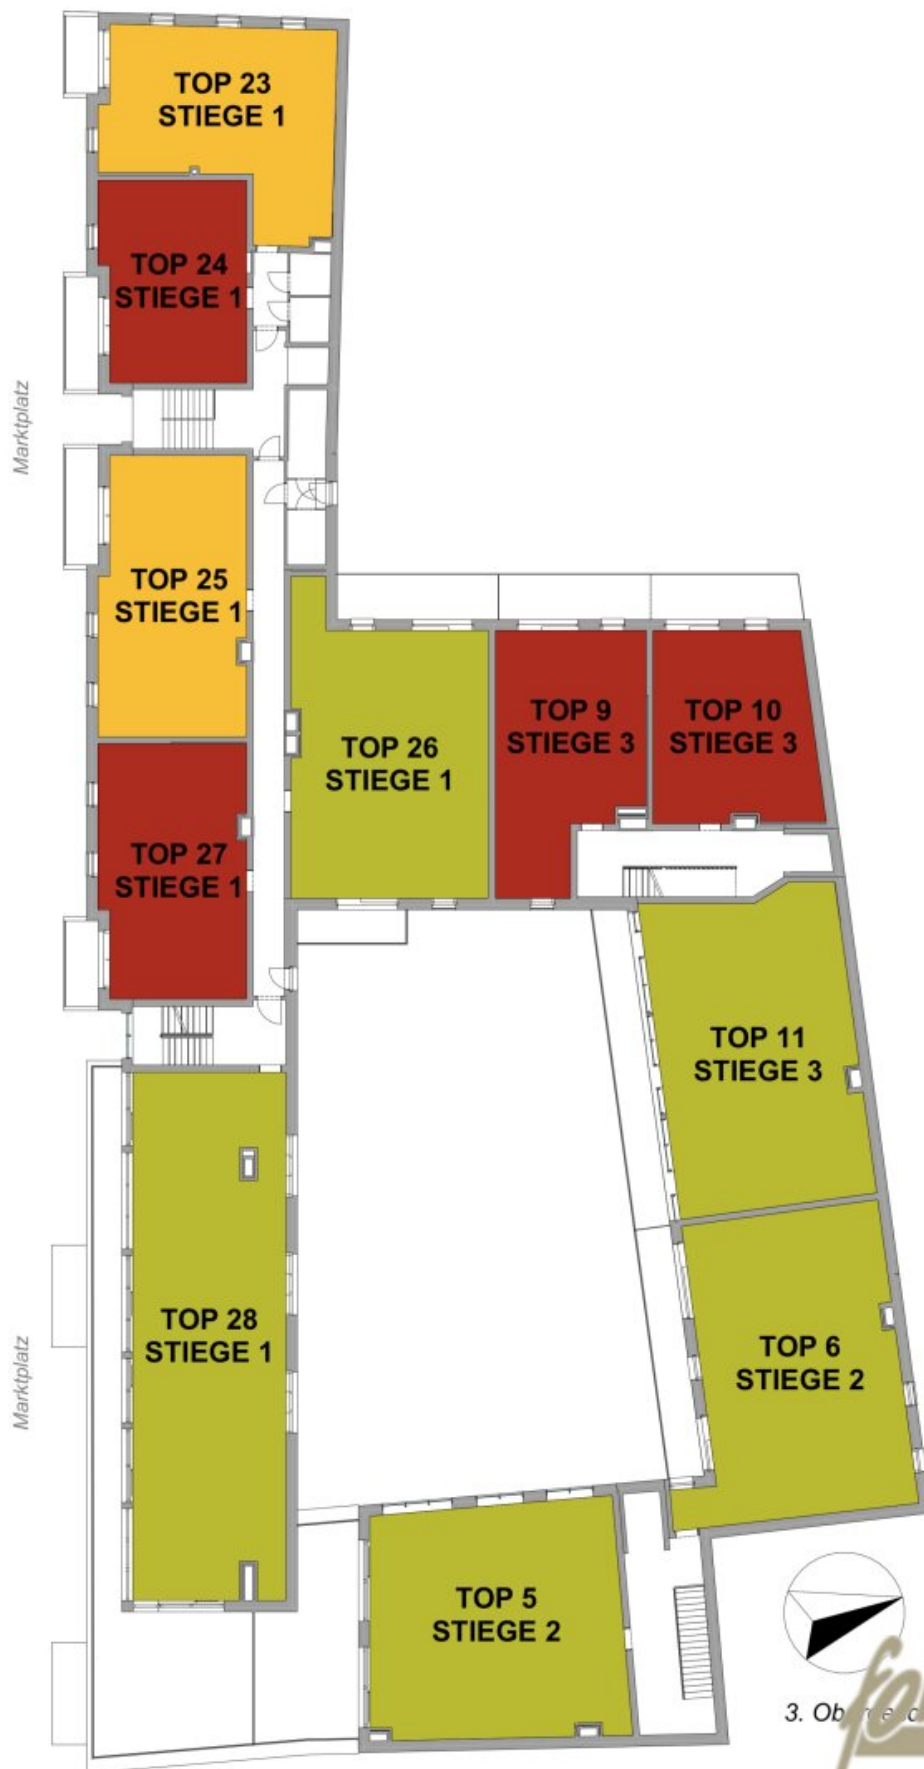 TOP 23
STIEGE 1
TOP 24
STIEGE 1
Marktplatz
TOP 25
STIEGE 1
TOP 26
STIEGE 1
TOP 9
STIEGE 3
TOP 10
STIEGE 3
TOP 27
STIEGE 1
TOP 11
STIEGE 3
TOP 28
STIEGE 1
Marktplatz
TOP 6
STIEGE 2
TOP 5
STIEGE 2
3.